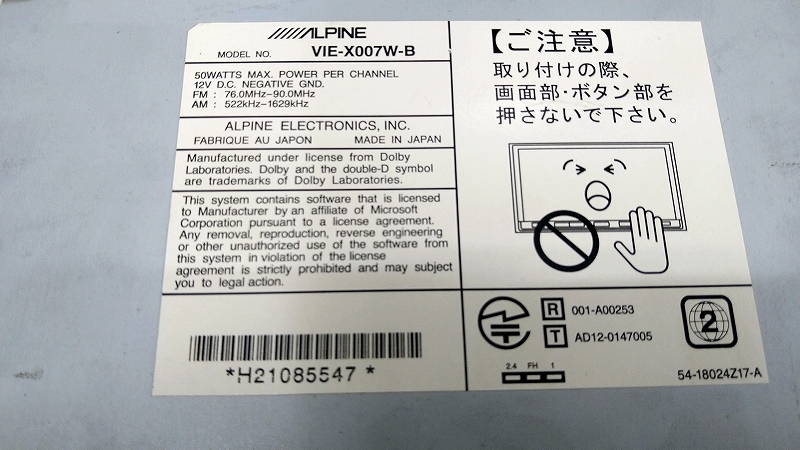 ALPINE
MODEL NO. VIE-X007W-B
50WATTS MAX. POWER PER CHANNEL
12V D.C. NEGATIVE GND.
FM : 76.0MHz-90.0MHz
AM : 522kHz-1629kHz
ALPINE ELECTRONICS, INC.
FABRIQUE AU JAPON MADE IN JAPAN
Manufactured under license from Dolby
Laboratories. Dolby and the double-D symbol
are trademarks of Dolby Laboratories.
This system contains software that is licensed
to Manufacturer by an affiliate of Microsoft
Corporation pursuant to a license agreement.
Any removal, reproduction, reverse engineering
or other unauthorized use of the software from
this system in violation of the license
agreement is strictly prohibited and may subject
you to legal action.
*H21085547*
【ご注意】
取り付けの際、
画面部・ボタン部を
押さないで下さい。
R 001-A00253
T AD12-0147005
2
2.4 FH 1
54-18024Z17-A